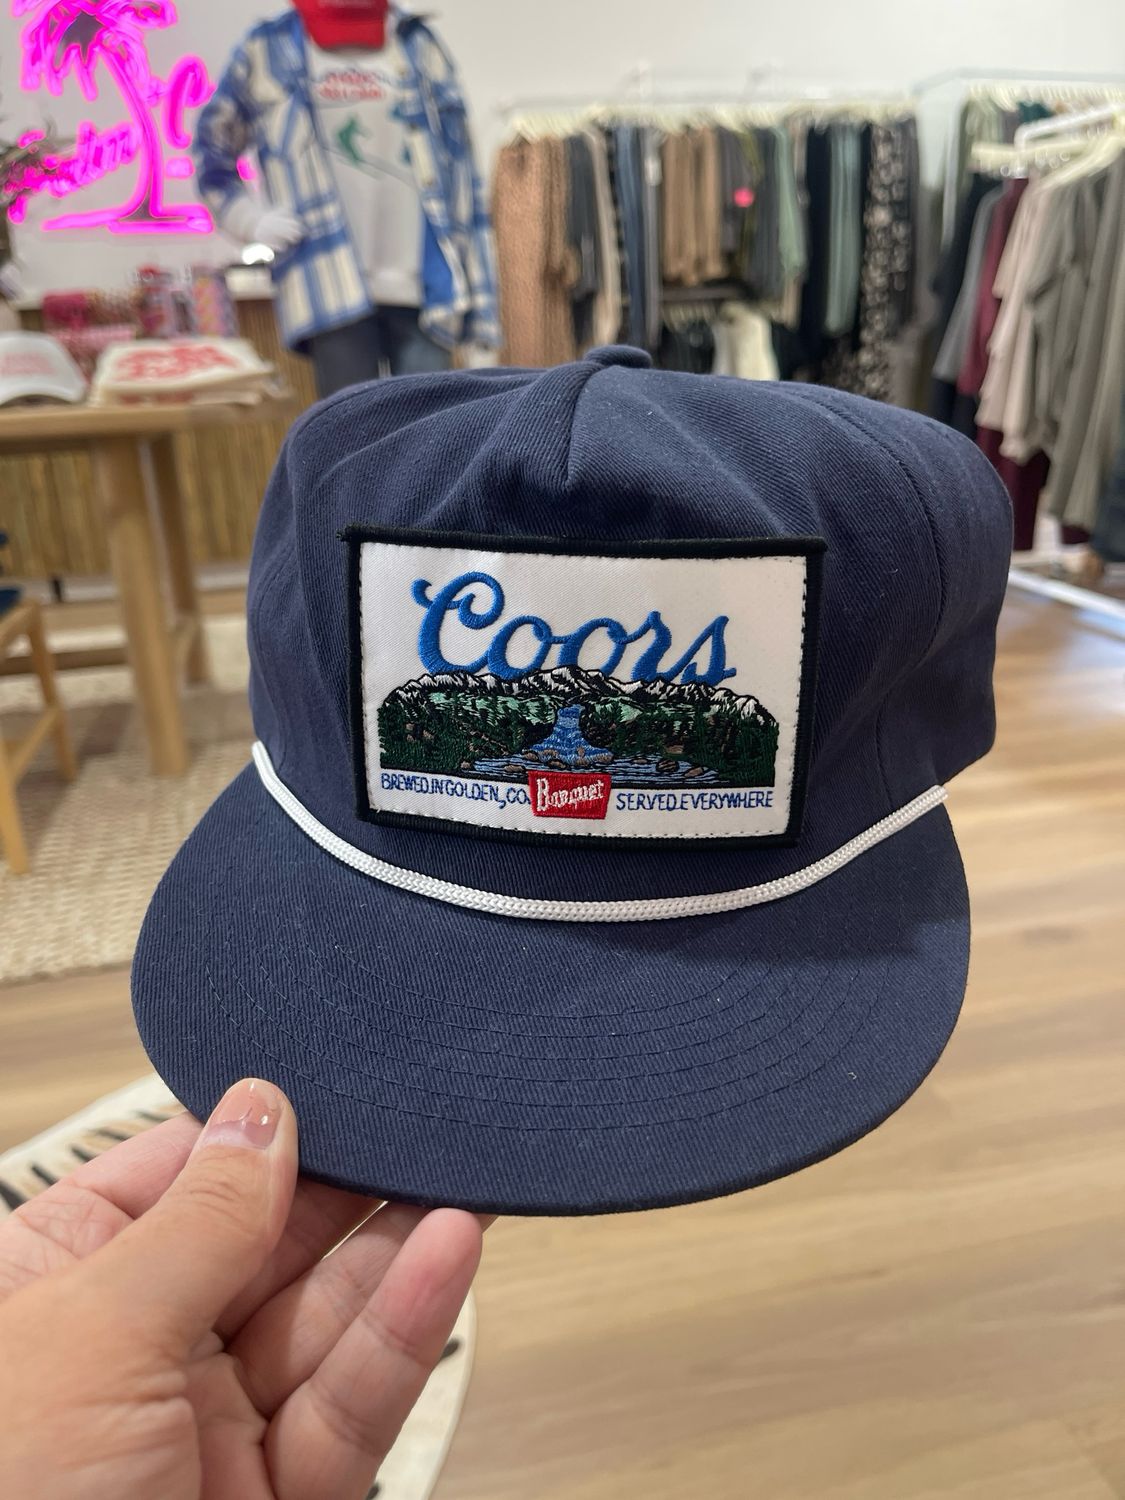 Coors
BREWED.IN GOLDEN, CO. Banquet SERVED.EVERYWHERE